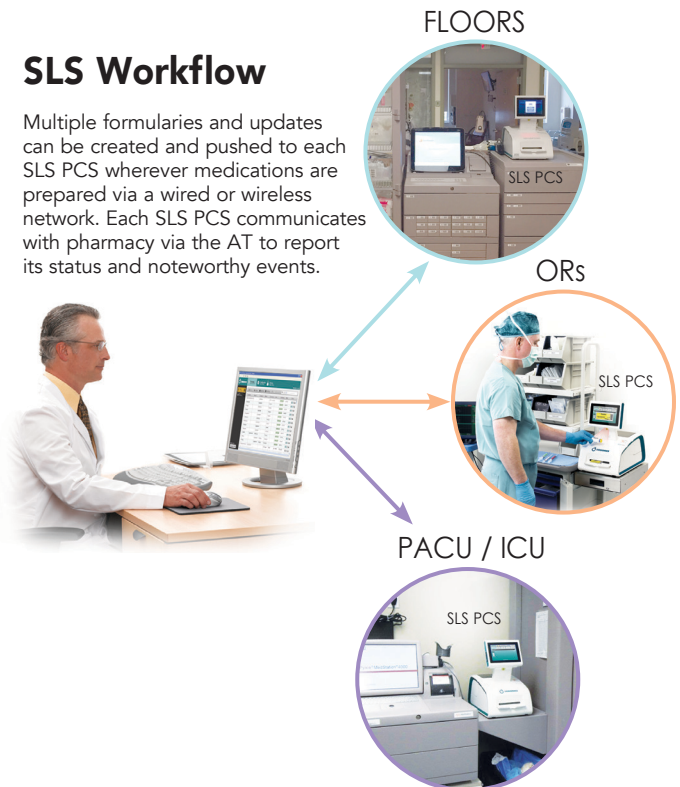 FLOORS
SLS Workflow
Multiple formularies and updates
can be created and pushed to each
SLS PCS wherever medications are
prepared via a wired or wireless
network. Each SLS PCS communicates
with pharmacy via the AT to report
its status and noteworthy events.
SLS PCS
ORs
SLS PCS
PACU / ICU
SLS PCS